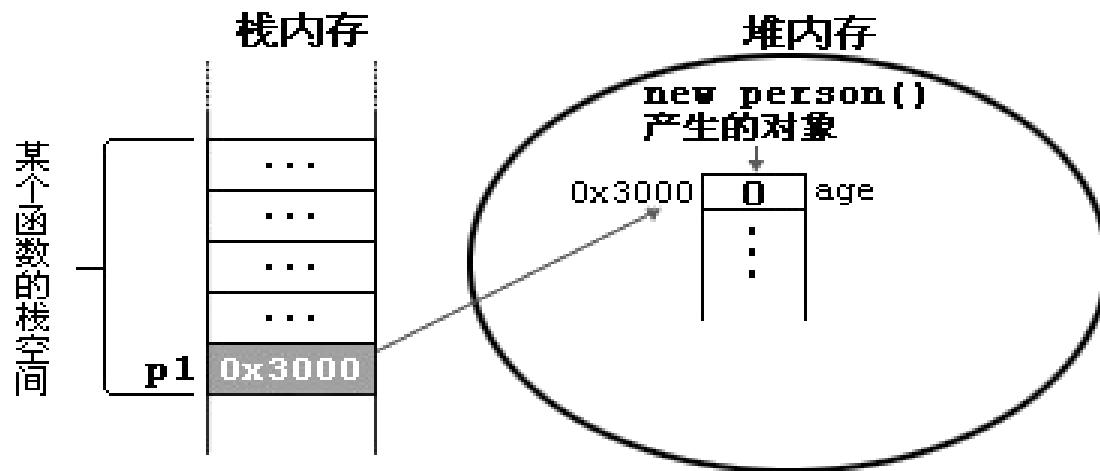 栈内存
堆内存
new person()
产生的对象
某个函数的栈空间
...
...
...
...
p1
0x3000
0x3000
0
age